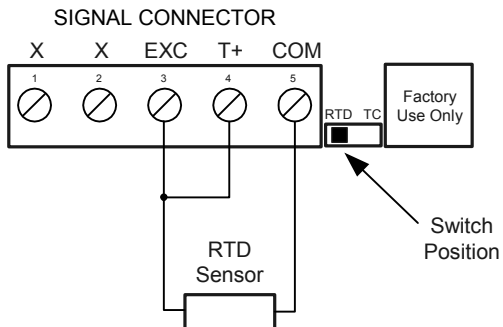 SIGNAL CONNECTOR
X X EXC T+ COM
1 2 3 4 5
RTD TC
Factory
Use Only
Switch
Position
RTD
Sensor